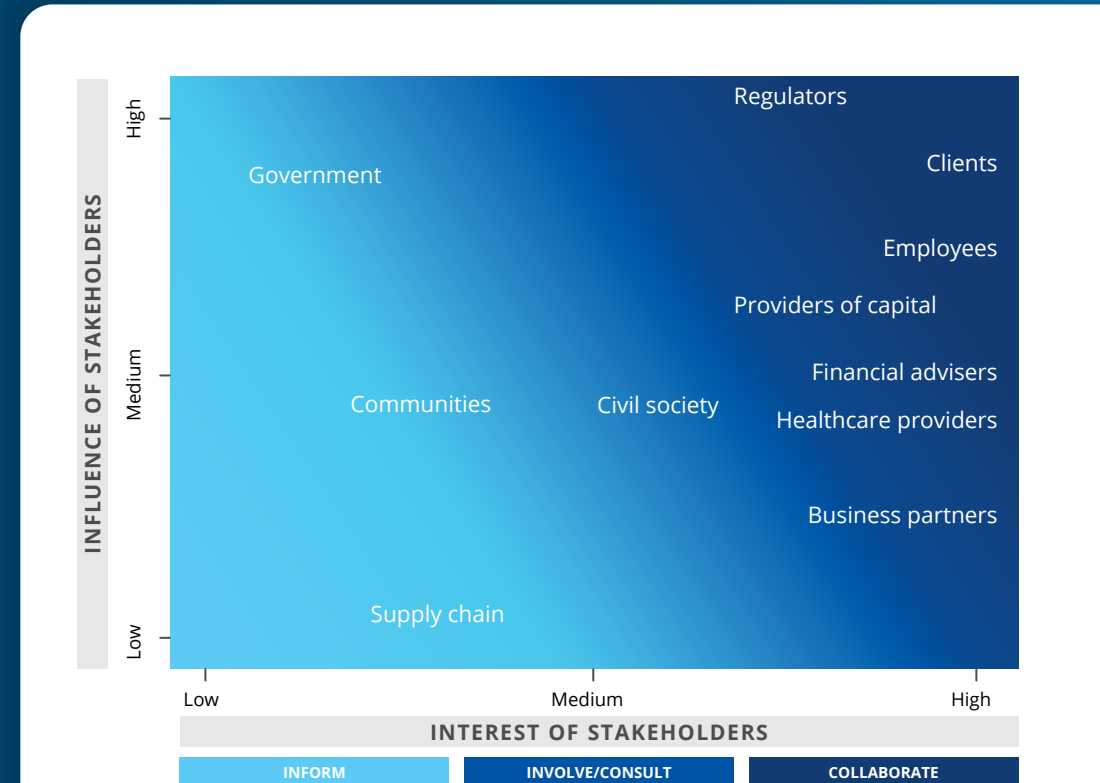 INFLUENCE OF STAKEHOLDERS
High
Medium
Low
Regulators
Clients
Government
Employees
Providers of capital
Financial advisers
Communities
Civil society
Healthcare providers
Business partners
Supply chain
Low
Medium
High
INTEREST OF STAKEHOLDERS
INFORM
INVOLVE/CONSULT
COLLABORATE